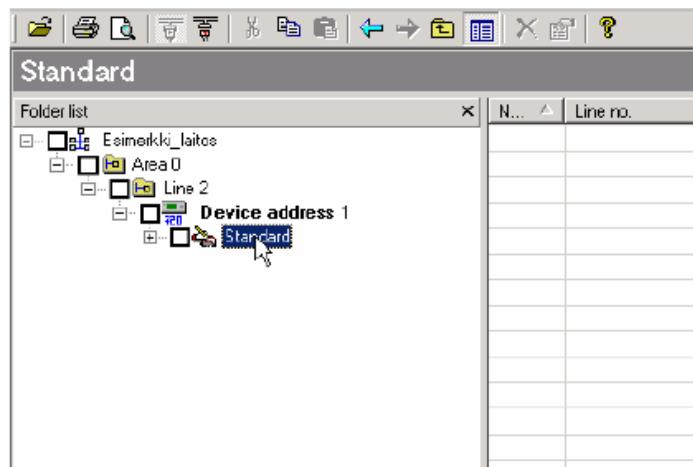 Standard
Folder list
N...
Line no.
Esimerkki_laitos
Area 0
Line 2
Device address 1
Standard